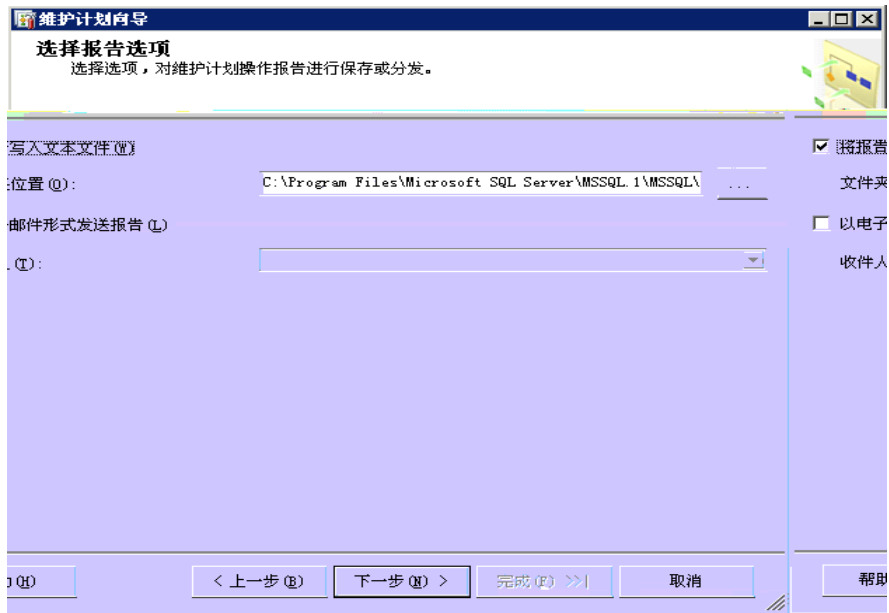 维护计划向导
选择报告选项
选择选项，对维护计划操作报告进行保存或分发。
写入文本文件(W) 将报告
位置(O): C:\Program Files\Microsoft SQL Server\MSSQL.1\MSSQL\ ... 文件夹
邮件形式发送报告(L) 以电子
(T): 收件人
(H) < 上一步(B) 下一步(N) > 完成(F) >>| 取消 帮助